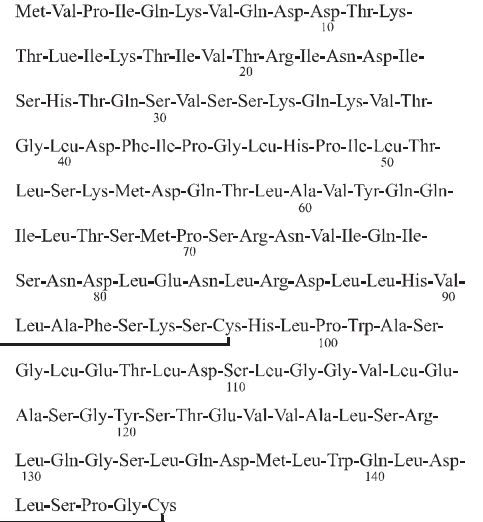 Met-Val-Pro-Ile-Gln-Lys-Val-Gln-Asp-Asp-Thr-Lys-
10
Thr-Lue-Ile-Lys-Thr-Ile-Val-Thr-Arg-Ile-Asn-Asp-Ile-
20
Ser-His-Thr-Gln-Ser-Val-Ser-Ser-Lys-Gln-Lys-Val-Thr-
30
Gly-Leu-Asp-Phe-Ile-Pro-Gly-Leu-His-Pro-Ile-Leu-Thr-
40 50
Leu-Ser-Lys-Met-Asp-Gln-Thr-Leu-Ala-Val-Tyr-Gln-Gln-
60
Ile-Leu-Thr-Ser-Met-Pro-Ser-Arg-Asn-Val-Ile-Gln-Ile-
70
Ser-Asn-Asp-Leu-Glu-Asn-Leu-Arg-Asp-Leu-Leu-His-Val-
80 90
Leu-Ala-Phe-Ser-Lys-Ser-Cys-His-Leu-Pro-Trp-Ala-Ser-
100
Gly-Leu-Glu-Thr-Leu-Asp-Ser-Leu-Gly-Gly-Val-Leu-Glu-
110
Ala-Ser-Gly-Tyr-Ser-Thr-Glu-Val-Val-Ala-Leu-Ser-Arg-
120
Leu-Gln-Gly-Ser-Leu-Gln-Asp-Met-Leu-Trp-Gln-Leu-Asp-
130 140
Leu-Ser-Pro-Gly-Cys